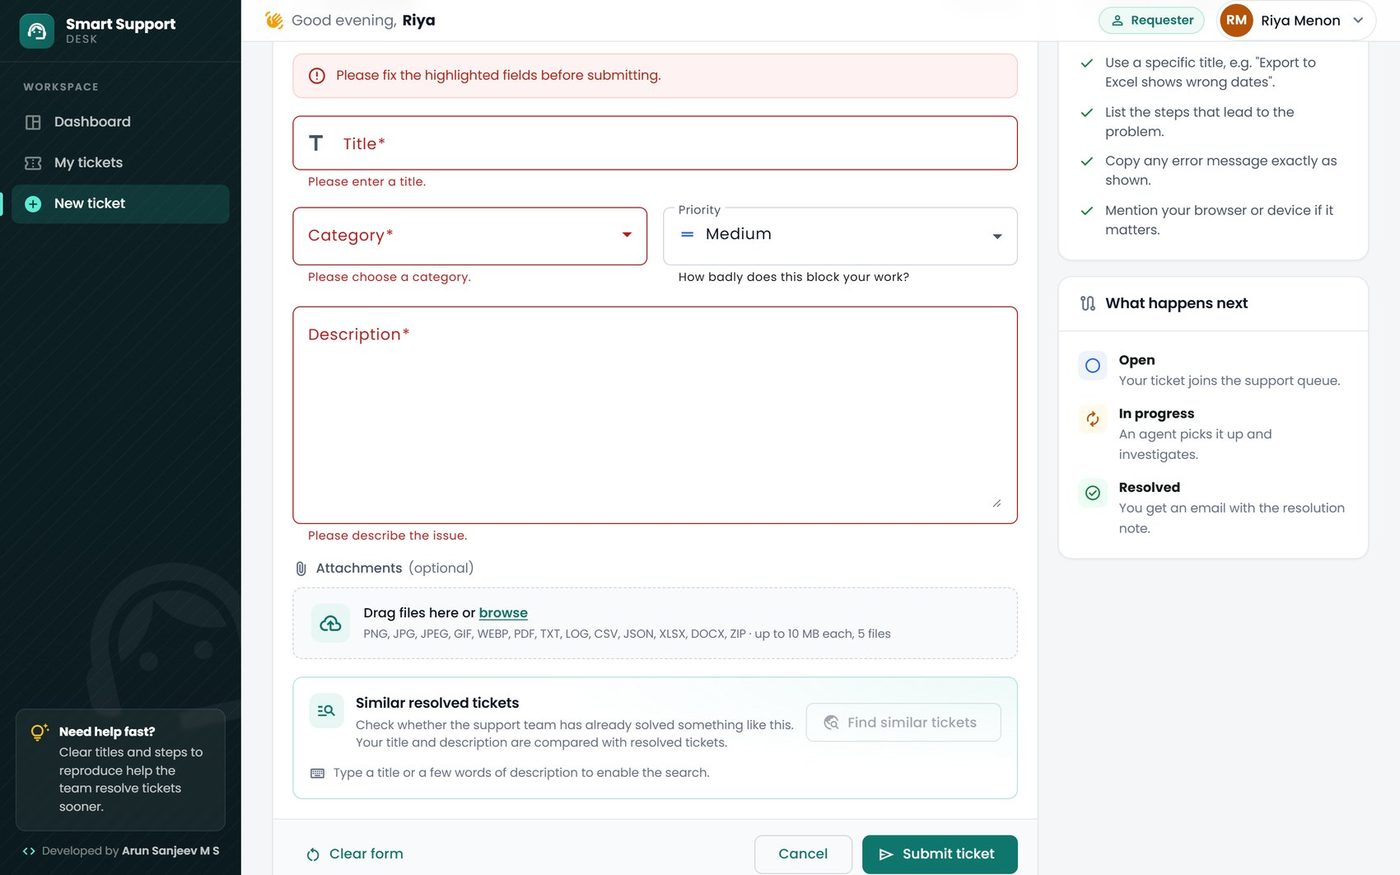 Smart Support
DESK
WORKSPACE
Dashboard
My tickets
New ticket
Need help fast?
Clear titles and steps to
reproduce help the
team resolve tickets
sooner.
Developed by Arun Sanjeev M S
Good evening, Riya
Requester
RM
Riya Menon
Please fix the highlighted fields before submitting.
Title*
Please enter a title.
Category*
Please choose a category.
Priority
Medium
How badly does this block your work?
Description*
Please describe the issue.
Attachments (optional)
Drag files here or browse
PNG, JPG, JPEG, GIF, WEBP, PDF, TXT, LOG, CSV, JSON, XLSX, DOCX, ZIP · up to 10 MB each, 5 files
Similar resolved tickets
Check whether the support team has already solved something like this.
Your title and description are compared with resolved tickets.
Find similar tickets
Type a title or a few words of description to enable the search.
Clear form
Cancel
Submit ticket
Use a specific title, e.g. "Export to
Excel shows wrong dates".
List the steps that lead to the
problem.
Copy any error message exactly as
shown.
Mention your browser or device if it
matters.
What happens next
Open
Your ticket joins the support queue.
In progress
An agent picks it up and
investigates.
Resolved
You get an email with the resolution
note.